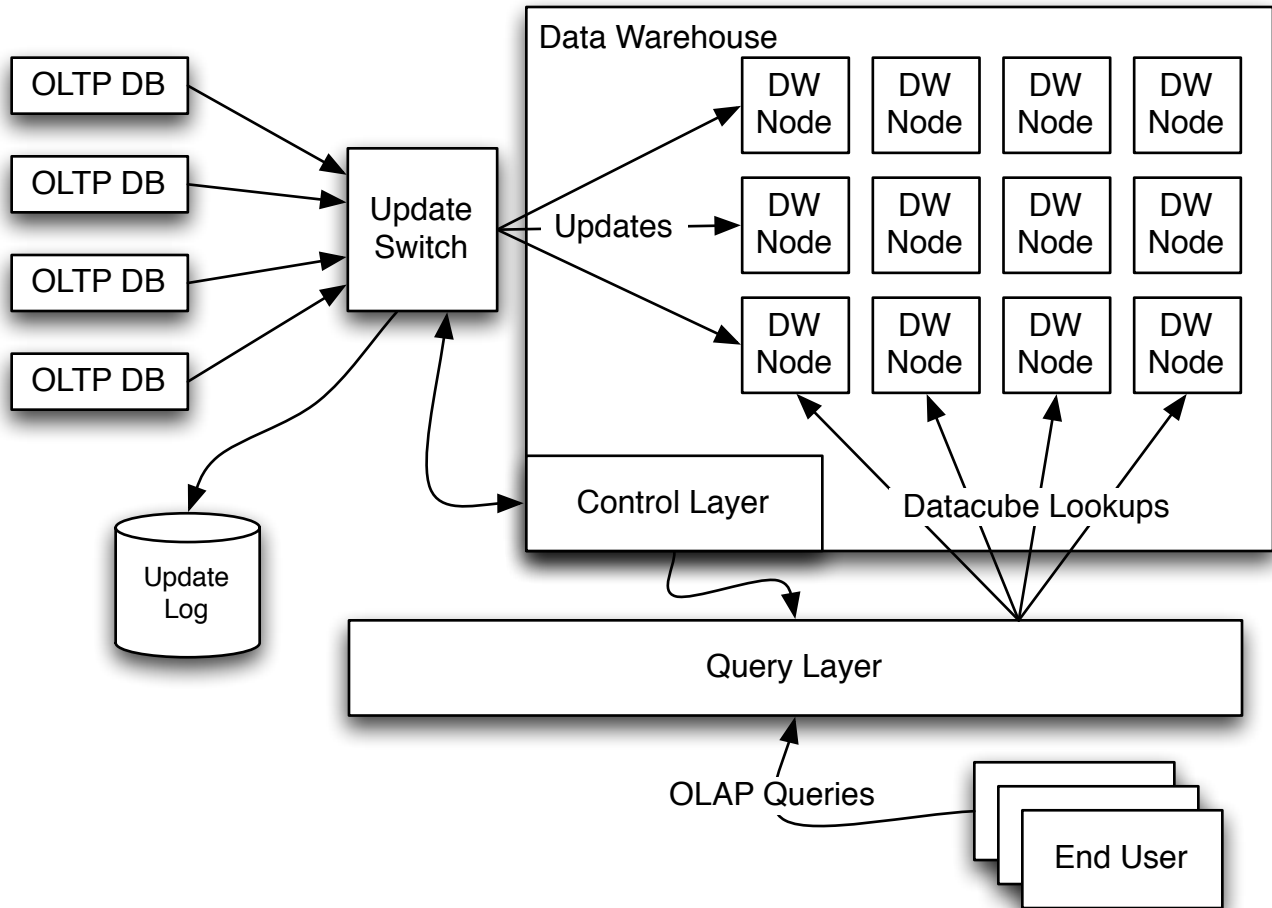 Data Warehouse
OLTP DB
OLTP DB
OLTP DB
OLTP DB
Update
Switch
Updates
DW
Node
DW
Node
DW
Node
DW
Node
DW
Node
DW
Node
DW
Node
DW
Node
DW
Node
DW
Node
DW
Node
DW
Node
Control Layer
Datacube Lookups
Update
Log
Query Layer
OLAP Queries
End User